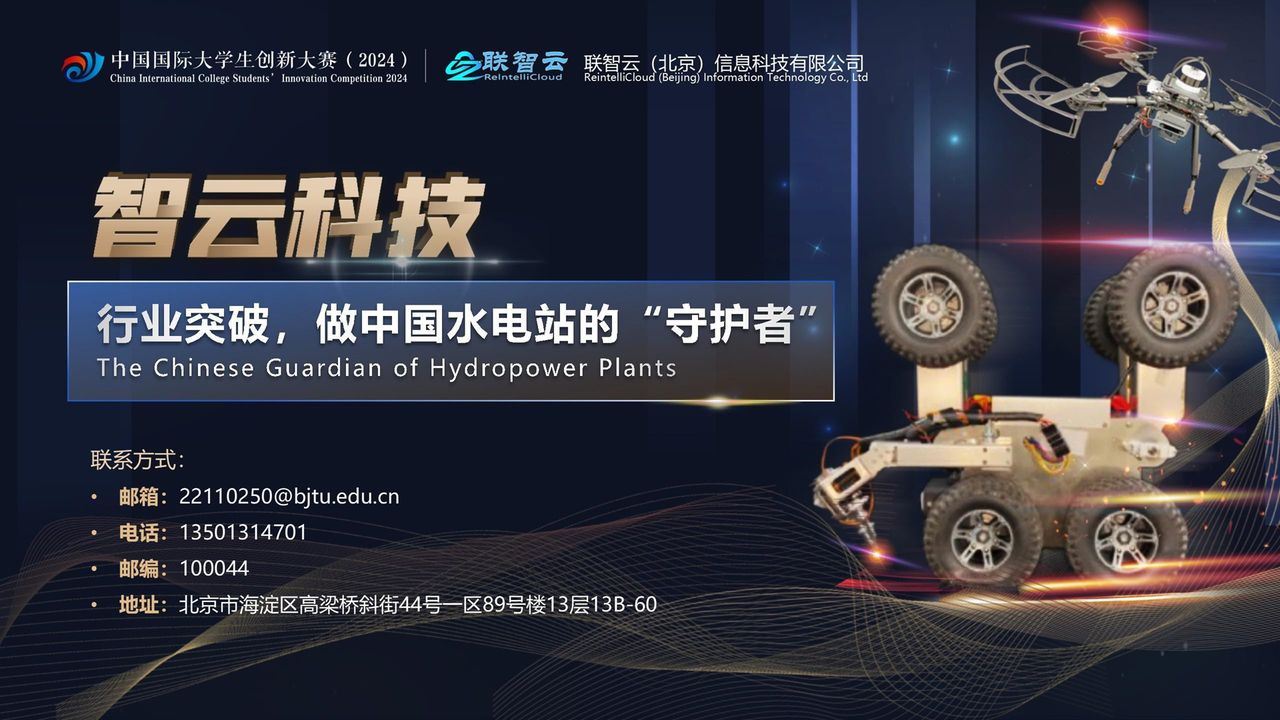 中国国际大学生创新大赛（2024）
China International College Students' Innovation Competition 2024
联智云
ReintelliCloud
联智云（北京）信息科技有限公司
ReintelliCloud (Beijing) Information Technology Co., Ltd
智云科技
行业突破，做中国水电站的“守护者”
The Chinese Guardian of Hydropower Plants
联系方式：
• 邮箱：22110250@bjtu.edu.cn
• 电话：13501314701
• 邮编：100044
• 地址：北京市海淀区高梁桥斜街44号一区89号楼13层13B-60